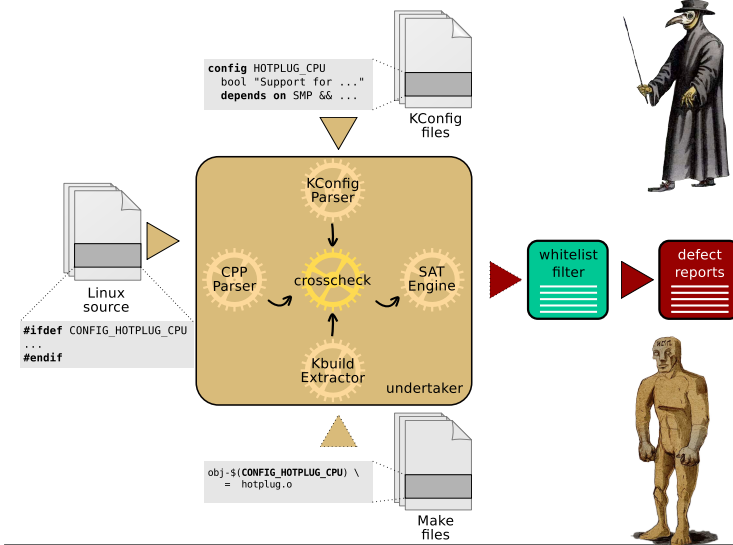 config HOTPLUG_CPU
bool "Support for ..."
depends on SMP && ...
KConfig
files
KConfig
Parser
CPP
Parser
crosscheck
SAT
Engine
Kbuild
Extractor
undertaker
Linux
source
#ifdef CONFIG_HOTPLUG_CPU
...
#endif
whitelist
filter
defect
reports
obj-$(CONFIG_HOTPLUG_CPU) \
= hotplug.o
Make
files